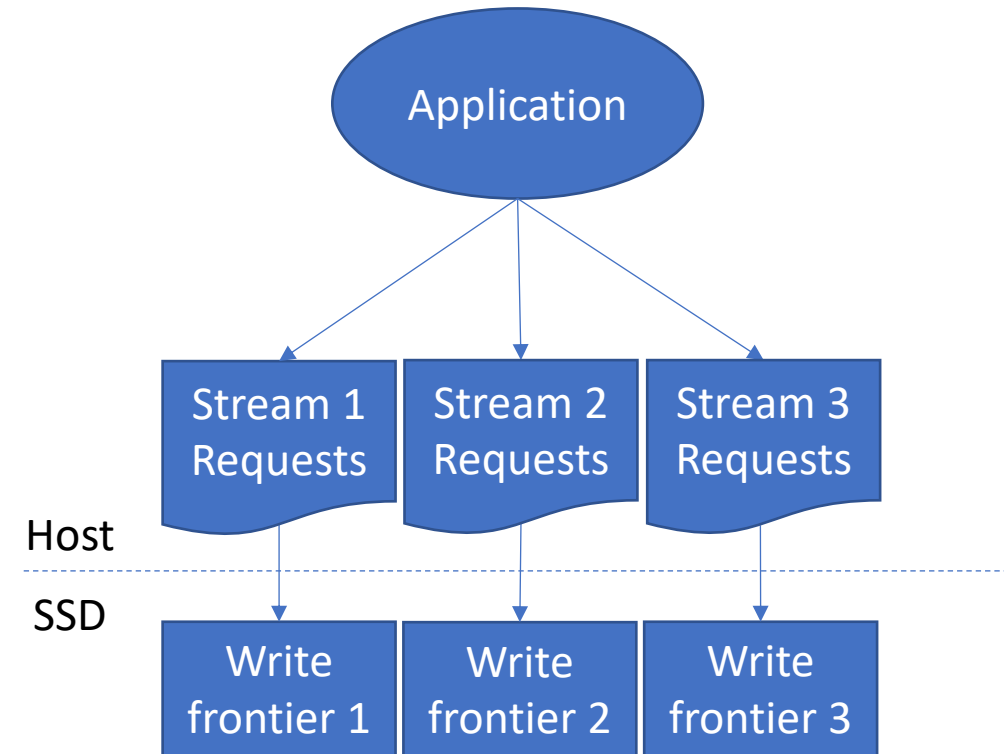 Application
Stream 1
Requests
Stream 2
Requests
Stream 3
Requests
Host
SSD
Write
frontier 1
Write
frontier 2
Write
frontier 3